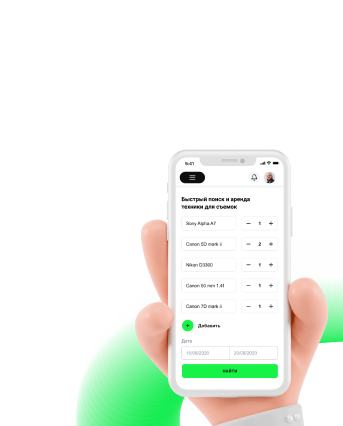 9:41
Быстрый поиск и аренда
техники для съемок
Sony Alpha A7 − 1 +
Canon 5D mark ii − 2 +
Nikon D3300 − 1 +
Canon 50 mm 1.4f − 1 +
Canon 7D mark ii − 1 +
+ Добавить
Дата
10/08/2020 20/08/2020
НАЙТИ